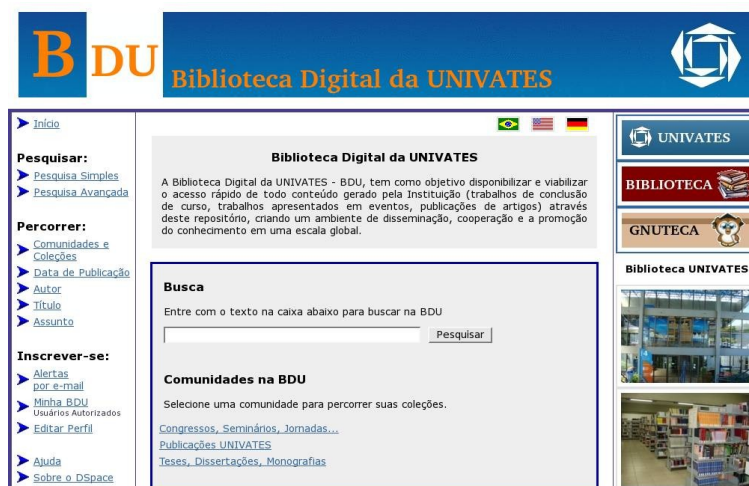 BDU Biblioteca Digital da UNIVATES
Início
Pesquisar:
Pesquisa Simples
Pesquisa Avançada
Percorrer:
Comunidades e
Coleções
Data de Publicação
Autor
Título
Assunto
Inscrever-se:
Alertas
por e-mail
Minha BDU
Usuários Autorizados
Editar Perfil
Ajuda
Sobre o DSpace
Biblioteca Digital da UNIVATES
A Biblioteca Digital da UNIVATES - BDU, tem como objetivo disponibilizar e viabilizar
o acesso rápido de todo conteúdo gerado pela Instituição (trabalhos de conclusão
de curso, trabalhos apresentados em eventos, publicações de artigos) através
deste repositório, criando um ambiente de disseminação, cooperação e a promoção
do conhecimento em uma escala global.
Busca
Entre com o texto na caixa abaixo para buscar na BDU
Pesquisar
Comunidades na BDU
Selecione uma comunidade para percorrer suas coleções.
Congressos, Seminários, Jornadas...
Publicações UNIVATES
Teses, Dissertações, Monografias
UNIVATES
BIBLIOTECA
GNUTECA
Biblioteca UNIVATES